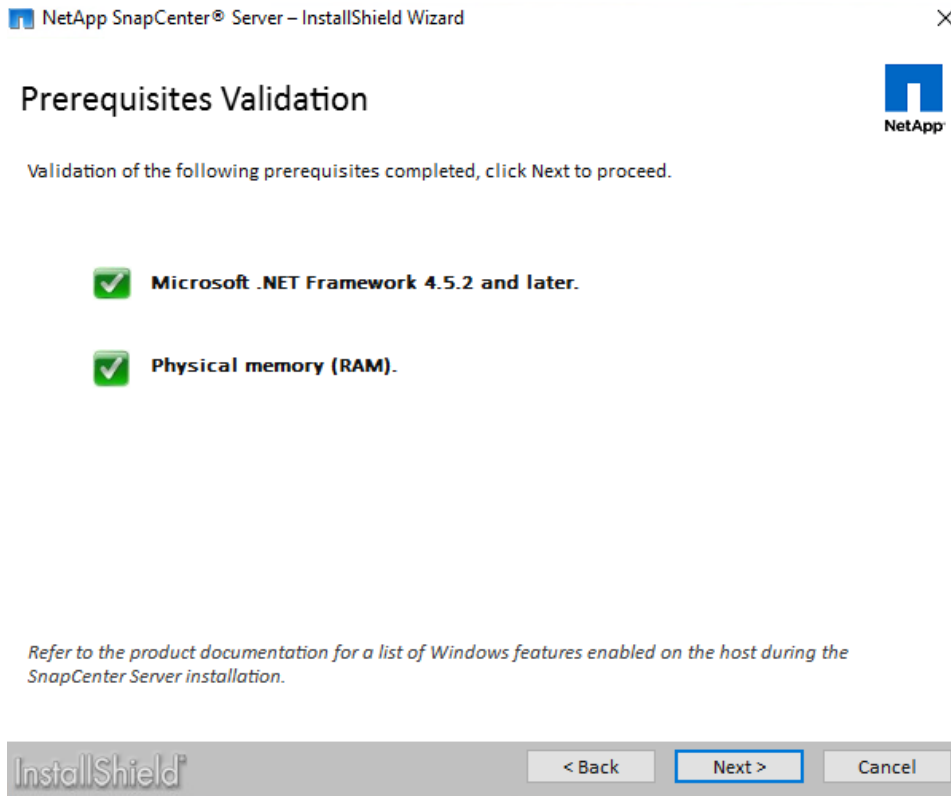 NetApp SnapCenter® Server – InstallShield Wizard
Prerequisites Validation
NetApp
Validation of the following prerequisites completed, click Next to proceed.
Microsoft .NET Framework 4.5.2 and later.
Physical memory (RAM).
Refer to the product documentation for a list of Windows features enabled on the host during the
SnapCenter Server installation.
InstallShield®
< Back
Next >
Cancel